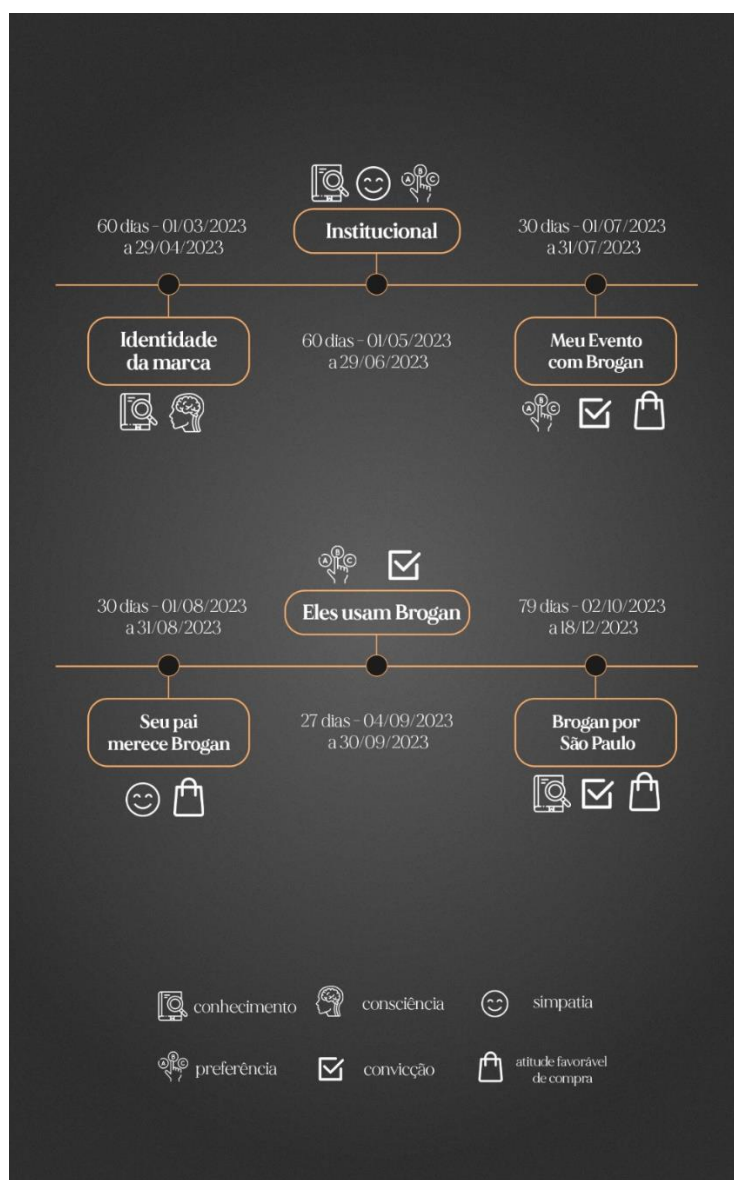 Institucional
60 dias - 01/03/2023
a 29/04/2023
30 dias - 01/07/2023
a 31/07/2023
Identidade
da marca
60 dias - 01/05/2023
a 29/06/2023
Meu Evento
com Brogan
Eles usam Brogan
30 dias - 01/08/2023
a 31/08/2023
79 dias - 02/10/2023
a 18/12/2023
Seu pai
merece Brogan
27 dias - 04/09/2023
a 30/09/2023
Brogan por
São Paulo
conhecimento
consciência
simpatia
A B C preferência
convicção
atitude favorável
de compra